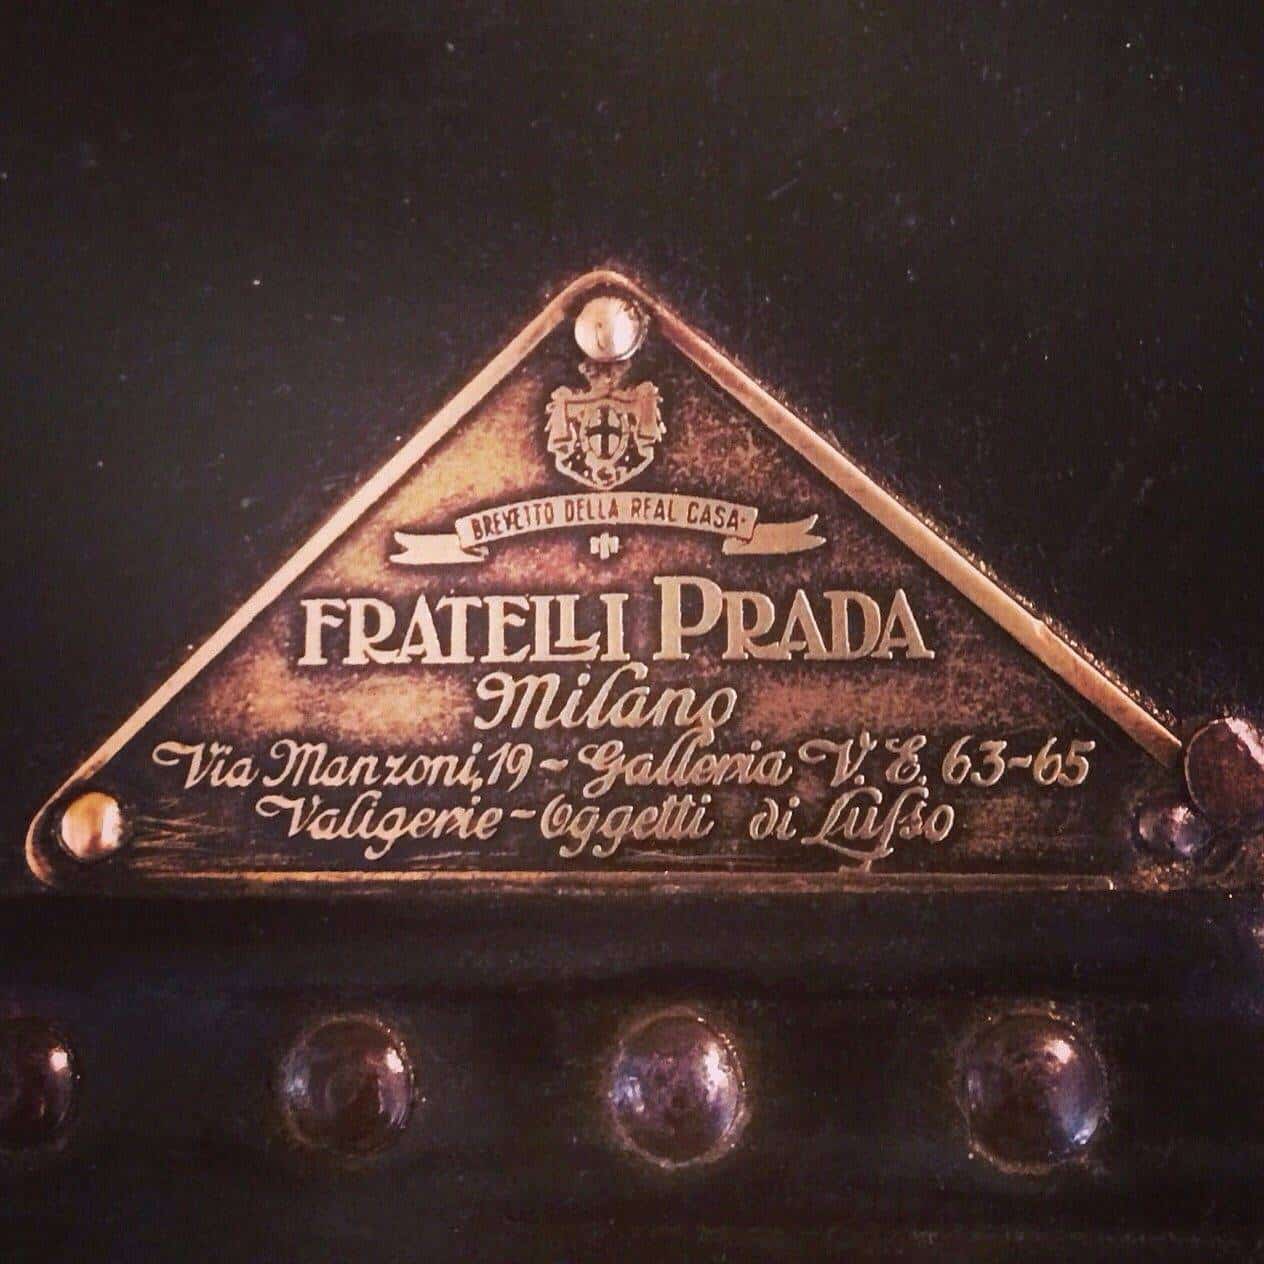 BREVETTO DELLA REAL CASA
FRATELLI PRADA
Milano
Via Manzoni, 19 - Galleria V. E. 63-65
Valigerie - Oggetti di Lusso